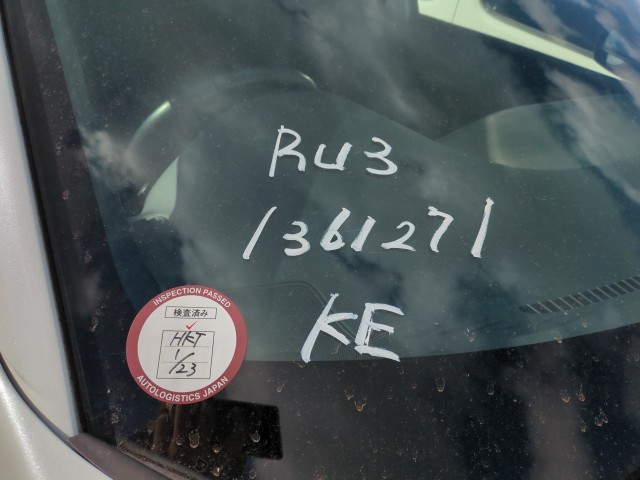 RU3
1361271
KE
INSPECTION PASSED
検査済み
HKT
1/23
AUTOLOGISTICS JAPAN